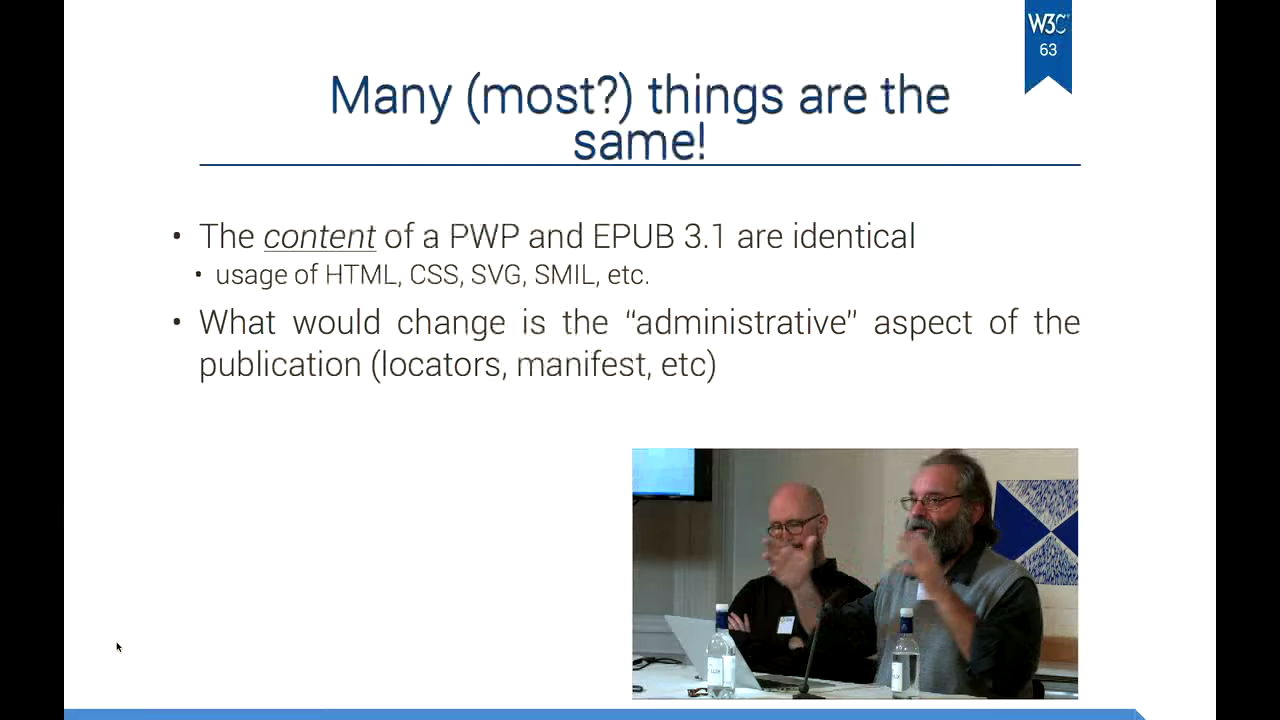 W3C
63
Many (most?) things are the
same!
• The content of a PWP and EPUB 3.1 are identical
• usage of HTML, CSS, SVG, SMIL, etc.
• What would change is the “administrative” aspect of the
publication (locators, manifest, etc)